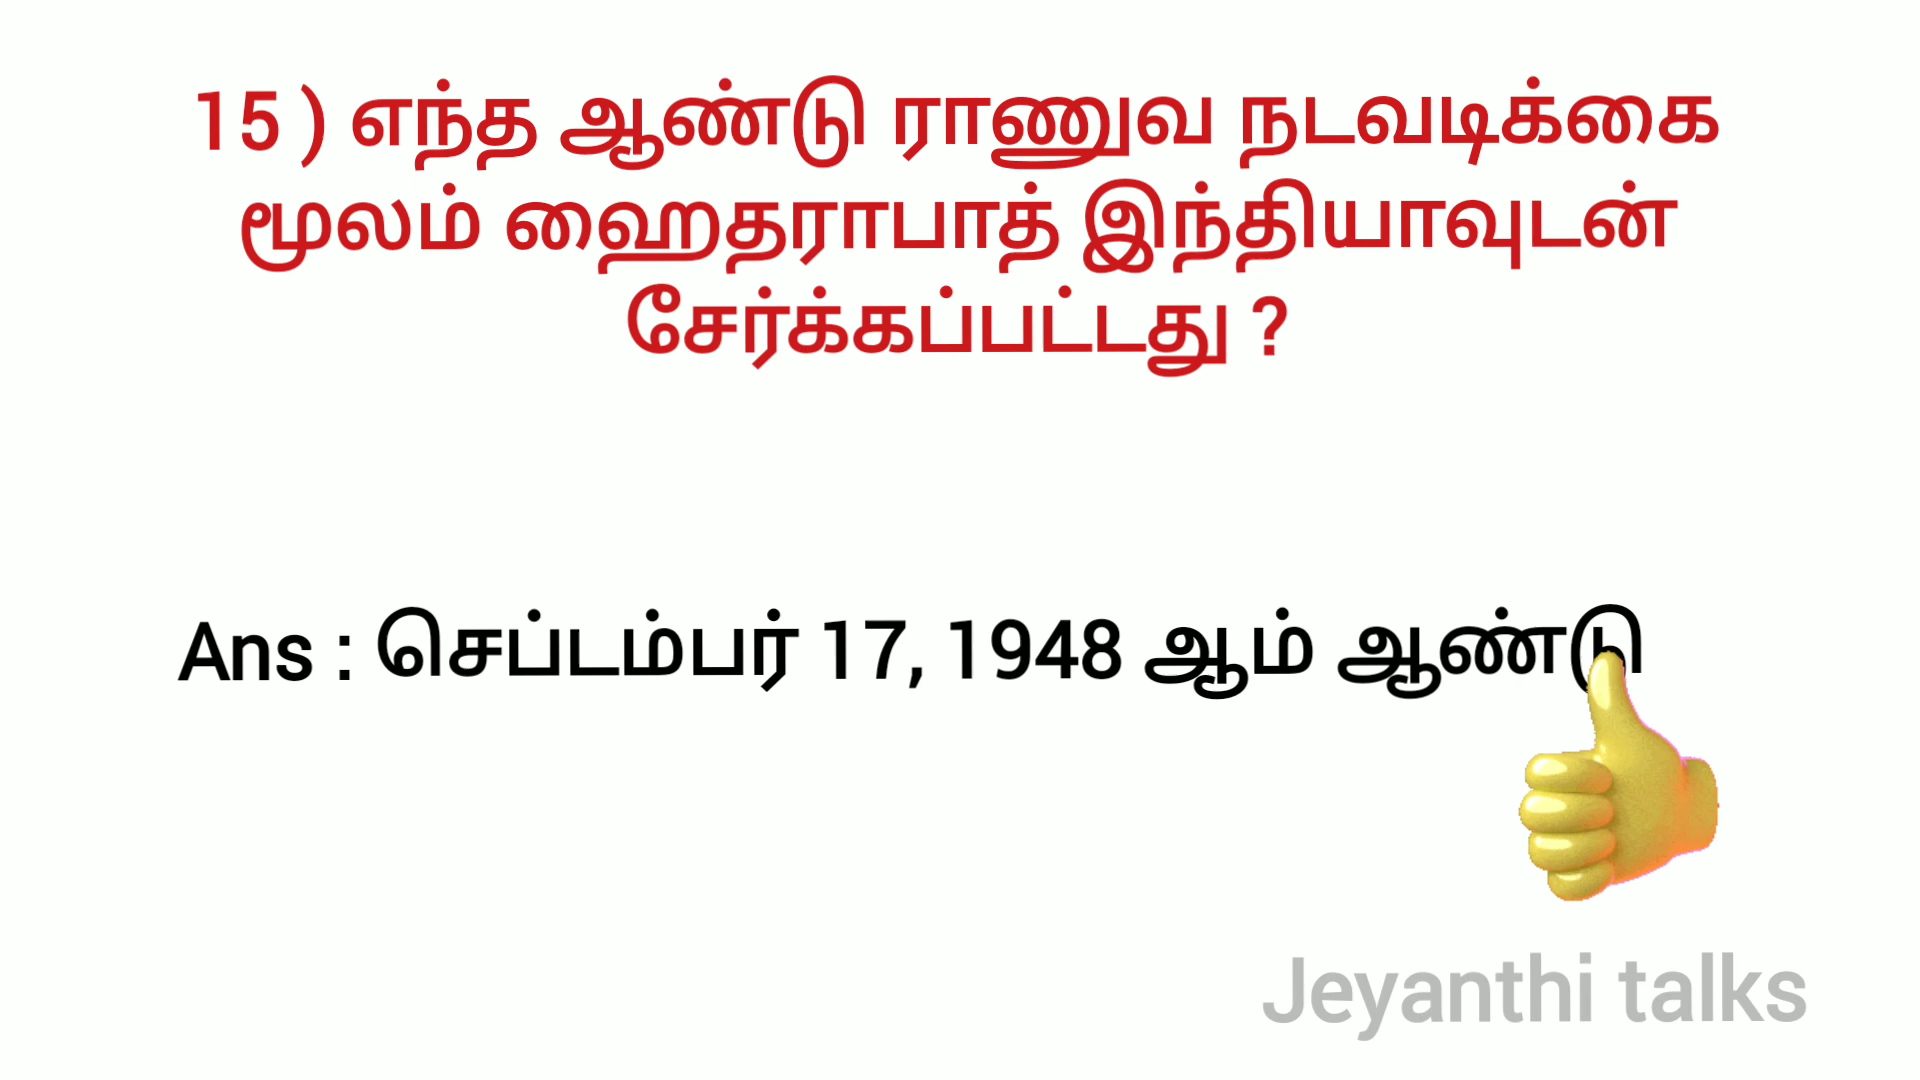 15 ) எந்த ஆண்டு ராணுவ நடவடிக்கை
மூலம் ஹைதராபாத் இந்தியாவுடன்
சேர்க்கப்பட்டது ?
Ans : செப்டம்பர் 17, 1948 ஆம் ஆண்டு
Jeyanthi talks